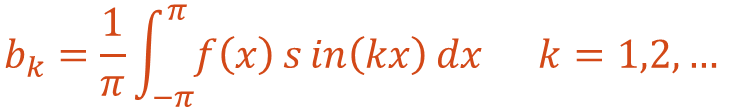 b_k = \frac{1}{\pi} \int_{-\pi}^{\pi} f(x) s in(kx) dx k = 1,2, …